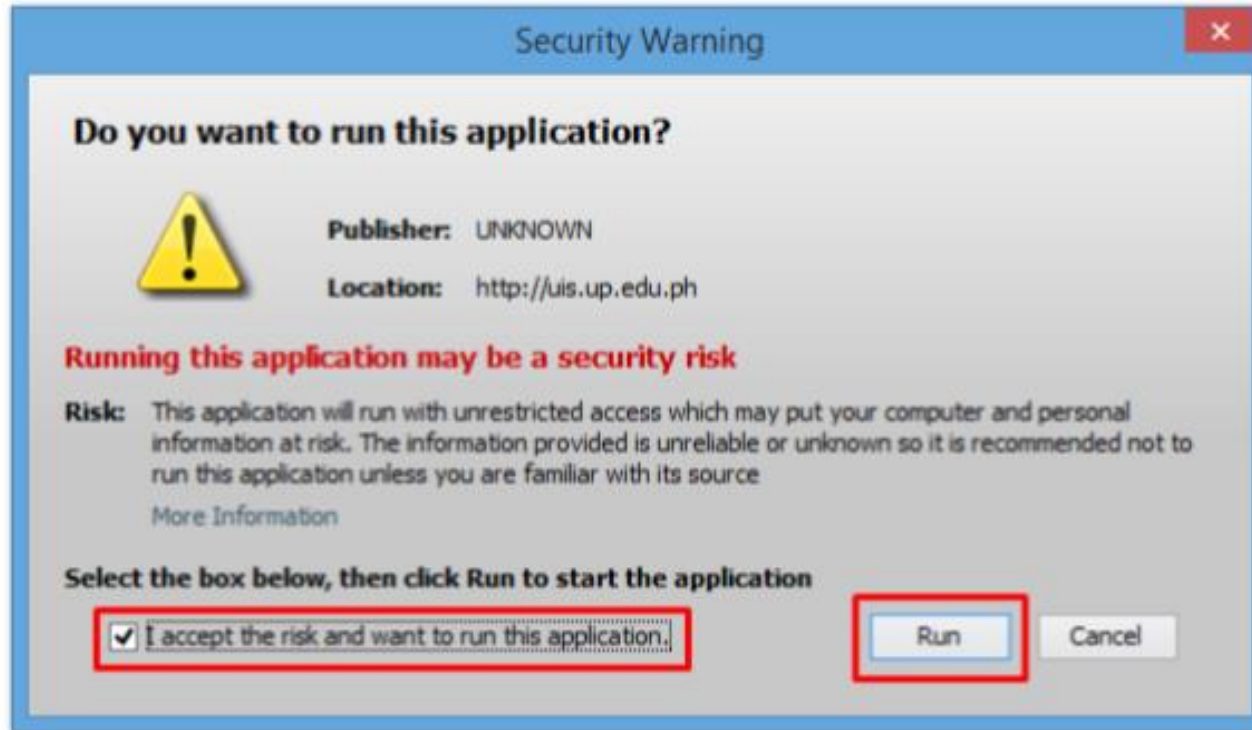 Security Warning
Do you want to run this application?
Publisher: UNKNOWN
Location: http://uis.up.edu.ph
Running this application may be a security risk
Risk: This application will run with unrestricted access which may put your computer and personal
information at risk. The information provided is unreliable or unknown so it is recommended not to
run this application unless you are familiar with its source
More Information
Select the box below, then click Run to start the application
I accept the risk and want to run this application.
Run Cancel